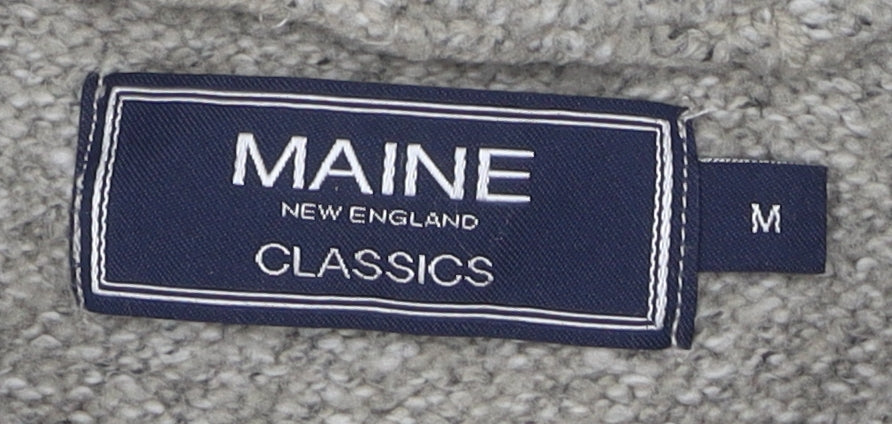 MAINE
NEW ENGLAND
CLASSICS
M